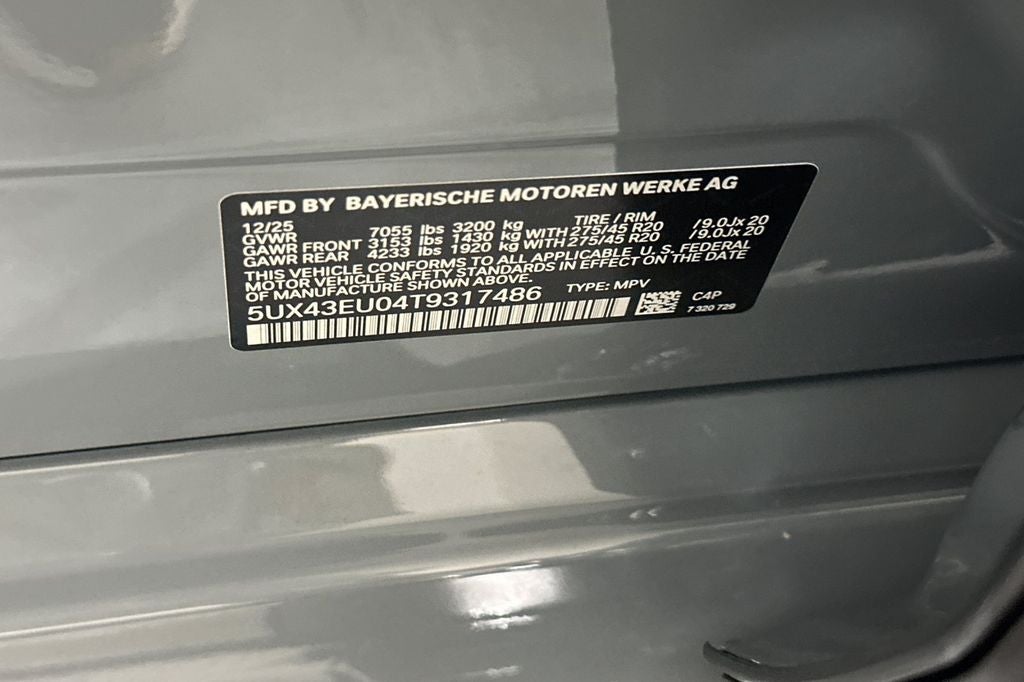 MFD BY BAYERISCHE MOTOREN WERKE AG
12/25 TIRE / RIM
GVWR 7055 lbs 3200 kg
GAWR FRONT 3153 lbs 1430 kg WITH 275/45 R20 /9.0Jx 20
GAWR REAR 4233 lbs 1920 kg WITH 275/45 R20 /9.0Jx 20
THIS VEHICLE CONFORMS TO ALL APPLICABLE U. S. FEDERAL
MOTOR VEHICLE SAFETY STANDARDS IN EFFECT ON THE DATE
OF MANUFACTURE SHOWN ABOVE.
5UX43EU04T9317486 TYPE: MPV
C4P
7 320 729